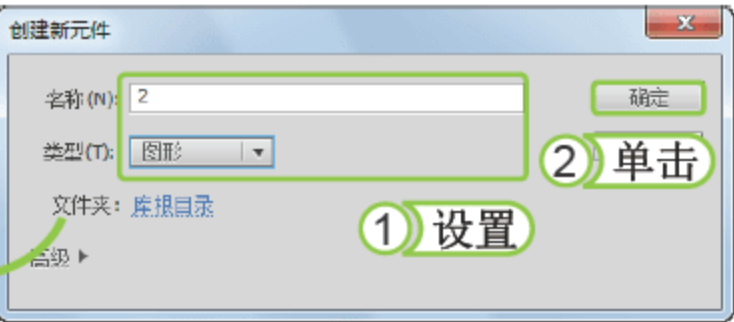 创建新元件
名称(N): 2
确定
类型(T): 图形
② 单击
文件夹: 库根目录
① 设置
高级